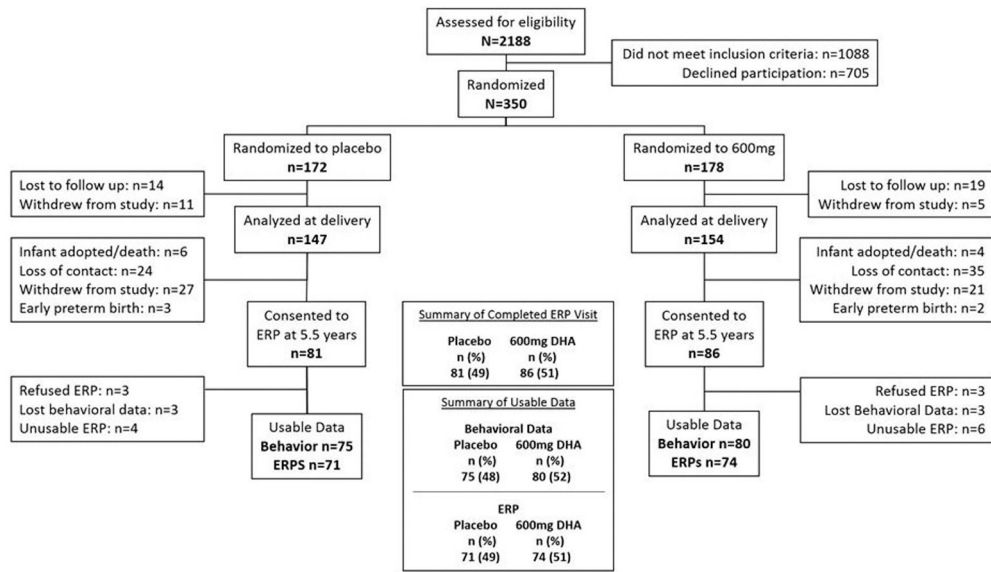 Assessed for eligibility
N=2188
Did not meet inclusion criteria: n=1088
Declined participation: n=705
Randomized
N=350
Randomized to placebo
n=172
Randomized to 600mg
n=178
Lost to follow up: n=14
Withdrew from study: n=11
Lost to follow up: n=19
Withdrew from study: n=5
Analyzed at delivery
n=147
Analyzed at delivery
n=154
Infant adopted/death: n=6
Loss of contact: n=24
Withdrew from study: n=27
Early preterm birth: n=3
Infant adopted/death: n=4
Loss of contact: n=35
Withdrew from study: n=21
Early preterm birth: n=2
Consented to
ERP at 5.5 years
n=81
Consented to
ERP at 5.5 years
n=86
Summary of Completed ERP Visit
Placebo 600mg DHA
n (%) n (%)
81 (49) 86 (51)
Refused ERP: n=3
Lost behavioral data: n=3
Unusable ERP: n=4
Refused ERP: n=3
Lost Behavioral Data: n=3
Unusable ERP: n=6
Usable Data
Behavior n=75
ERPS n=71
Usable Data
Behavior n=80
ERPs n=74
Summary of Usable Data
Behavioral Data
Placebo 600mg DHA
n (%) n (%)
75 (48) 80 (52)
ERP
Placebo 600mg DHA
n (%) n (%)
71 (49) 74 (51)